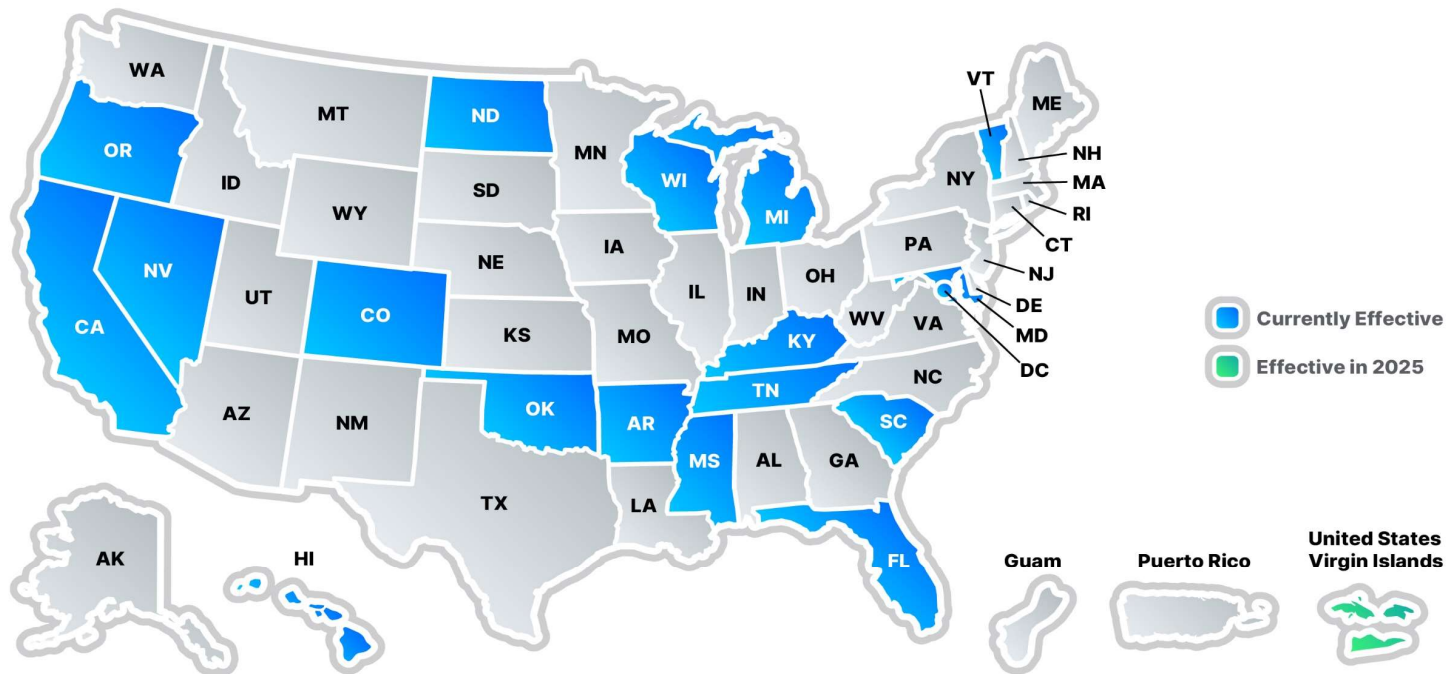 WA
MT
ND
MN
VT
ME
OR
ID
SD
WI
MI
NY
NH
MA
RI
CT
WY
IA
PA
NJ
NV
UT
NE
IL
IN
OH
DE
MD
DC
CA
CO
KS
MO
KY
WV
VA
Currently Effective
Effective in 2025
AZ
NM
OK
AR
TN
NC
SC
MS
AL
GA
TX
LA
FL
AK
HI
Guam
Puerto Rico
United States
Virgin Islands